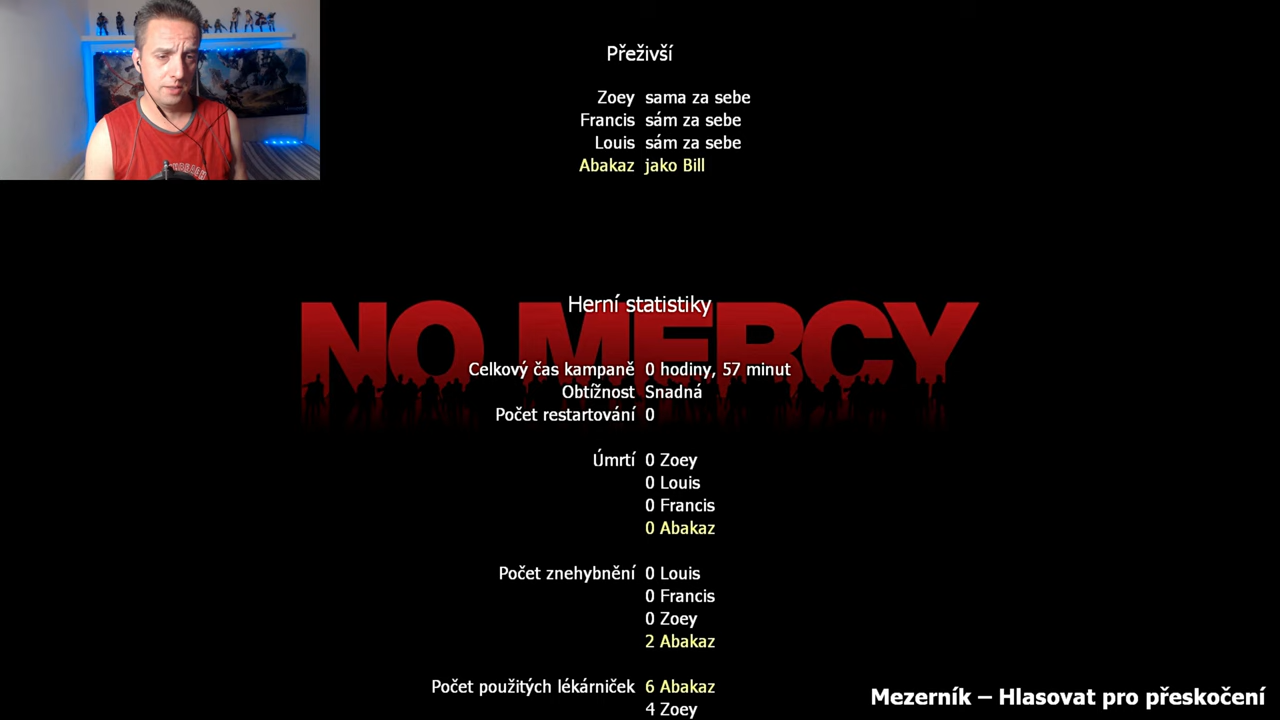 Přeživší
Zoey sama za sebe
Francis sám za sebe
Louis sám za sebe
Abakaz jako Bill
NO MERCY
Herní statistiky
Celkový čas kampaně 0 hodiny, 57 minut
Obtížnost Snadná
Počet restartování 0
Úmrtí 0 Zoey
0 Louis
0 Francis
0 Abakaz
Počet znehybnění 0 Louis
0 Francis
0 Zoey
2 Abakaz
Počet použitých lékárniček 6 Abakaz
4 Zoey
Mezerník – Hlasovat pro přeskočení